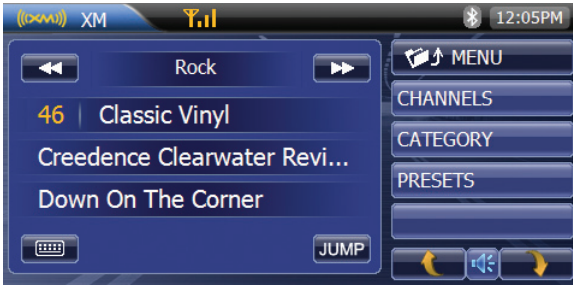 ((XM)) XM 12:05PM
Rock
46 Classic Vinyl
Creedence Clearwater Revi...
Down On The Corner
JUMP
MENU
CHANNELS
CATEGORY
PRESETS